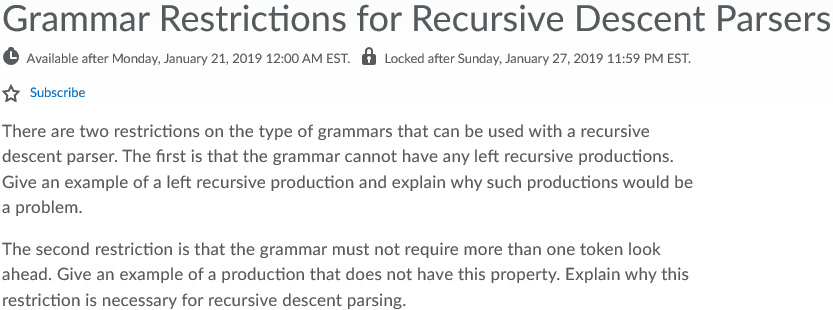 Grammar Restrictions for Recursive Descent Parsers
Available after Monday, January 21, 2019 12:00 AM EST. Locked after Sunday, January 27, 2019 11:59 PM EST.
Subscribe
There are two restrictions on the type of grammars that can be used with a recursive
descent parser. The first is that the grammar cannot have any left recursive productions.
Give an example of a left recursive production and explain why such productions would be
a problem.
The second restriction is that the grammar must not require more than one token look
ahead. Give an example of a production that does not have this property. Explain why this
restriction is necessary for recursive descent parsing.